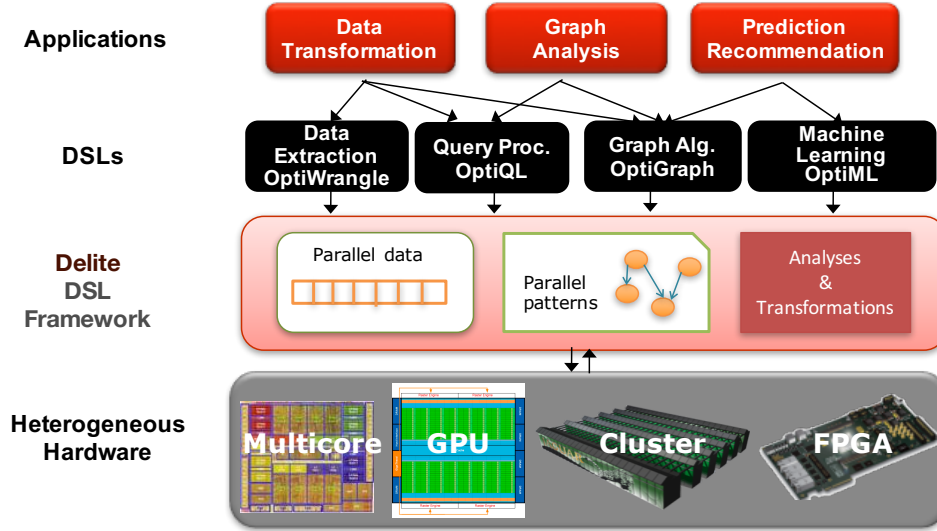 Applications
Data
Transformation
Graph
Analysis
Prediction
Recommendation
DSLs
Data
Extraction
OptiWrangle
Query Proc.
OptiQL
Graph Alg.
OptiGraph
Machine
Learning
OptiML
Delite
DSL
Framework
Parallel data
Parallel
patterns
Analyses
&
Transformations
Heterogeneous
Hardware
Multicore
GPU
Cluster
FPGA